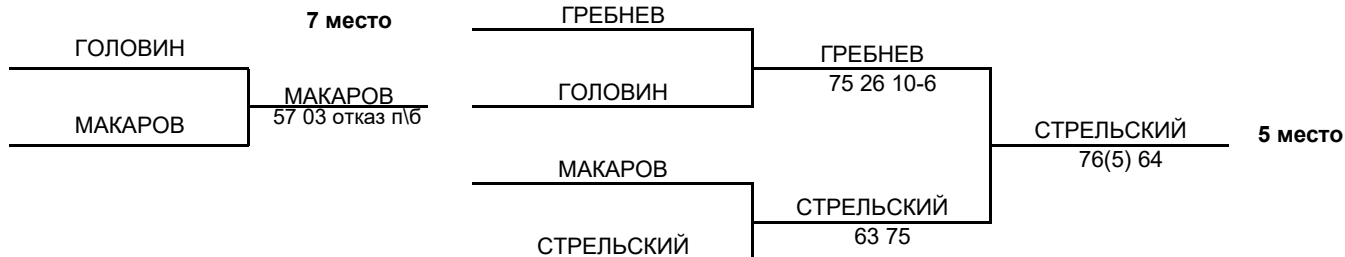 7 место
ГОЛОВИН
МАКАРОВ
МАКАРОВ
57 03 отказ п\б
ГРЕБНЕВ
ГОЛОВИН
ГРЕБНЕВ
75 26 10-6
МАКАРОВ
СТРЕЛЬСКИЙ
СТРЕЛЬСКИЙ
63 75
СТРЕЛЬСКИЙ
76(5) 64
5 место